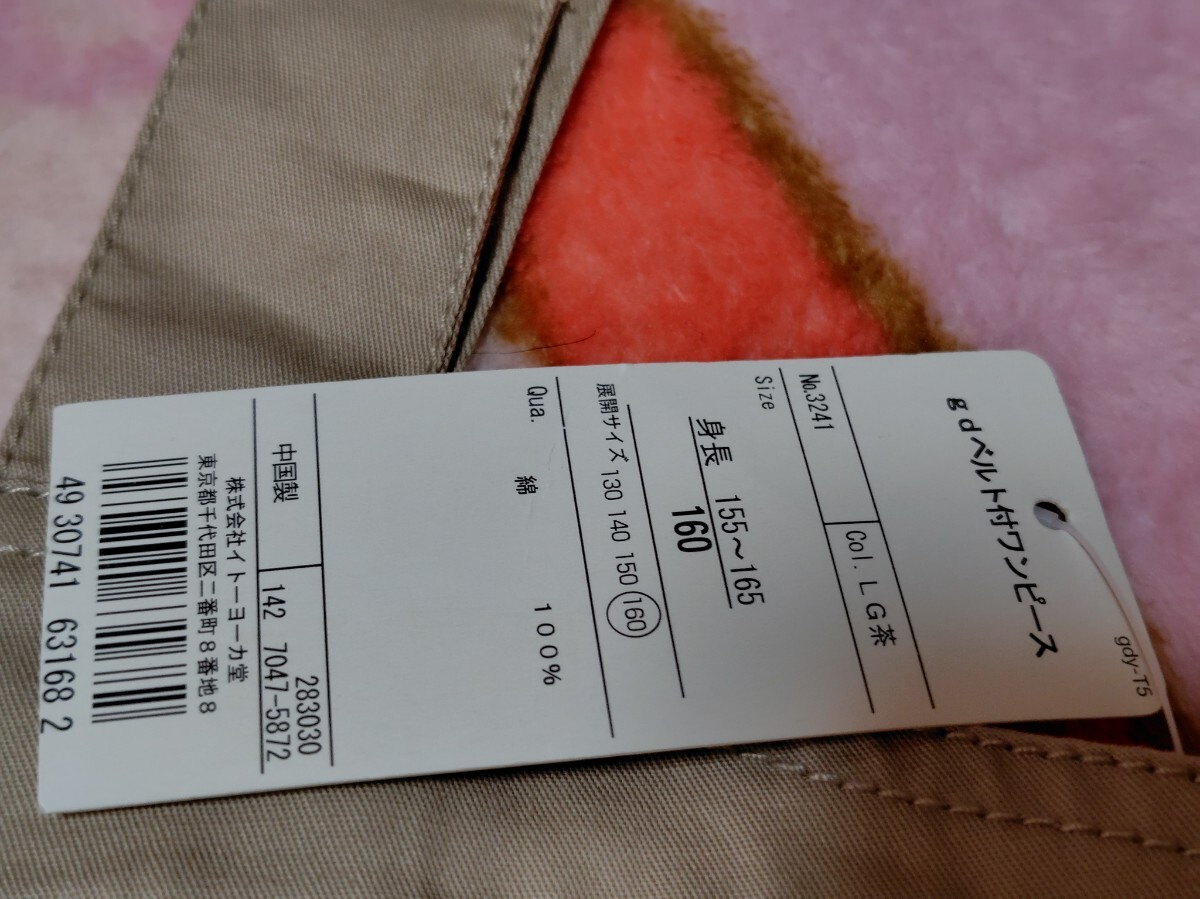 gdy-T5
gdベルト付ワンピース
No.3241 Col. LG茶
Size
身長 155～165
160
展開サイズ 130 140 150 160
Qua.
綿 100%
283030
中国製 142 7047-5872
株式会社イトーヨーカ堂
東京都千代田区二番町8番地8
49 30741 63168 2